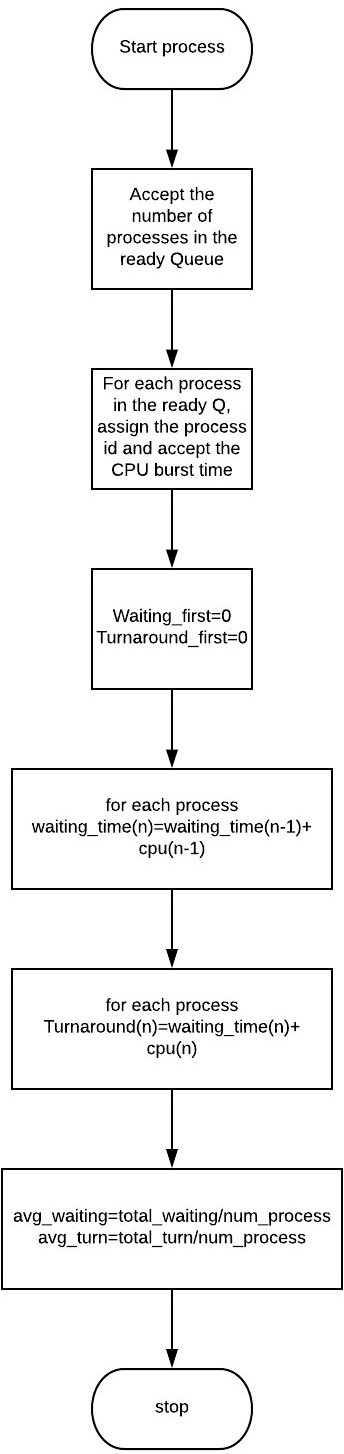 Start process
Accept the
number of
processes in the
ready Queue
For each process
in the ready Q,
assign the process
id and accept the
CPU burst time
Waiting_first=0
Turnaround_first=0
for each process
waiting_time(n)=waiting_time(n-1)+
cpu(n-1)
for each process
Turnaround(n)=waiting_time(n)+
cpu(n)
avg_waiting=total_waiting/num_process
avg_turn=total_turn/num_process
stop